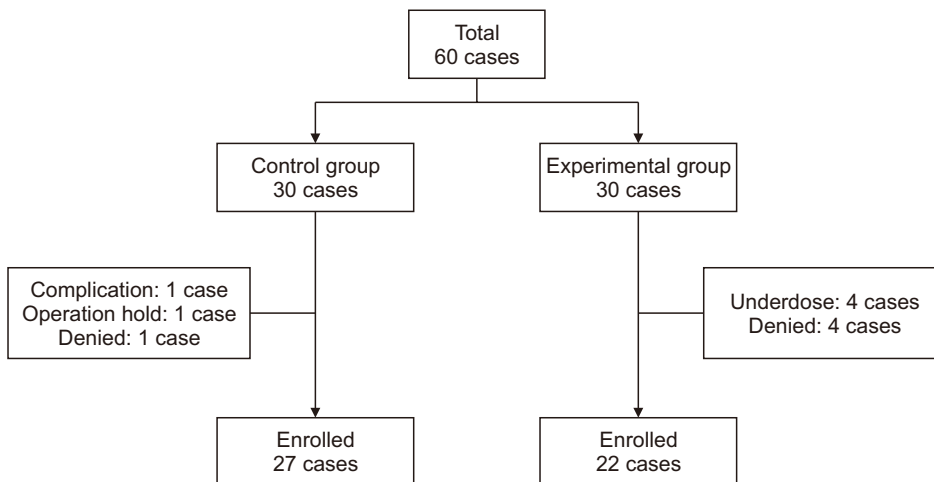 Total
60 cases
Control group
30 cases
Experimental group
30 cases
Complication: 1 case
Operation hold: 1 case
Denied: 1 case
Underdose: 4 cases
Denied: 4 cases
Enrolled
27 cases
Enrolled
22 cases